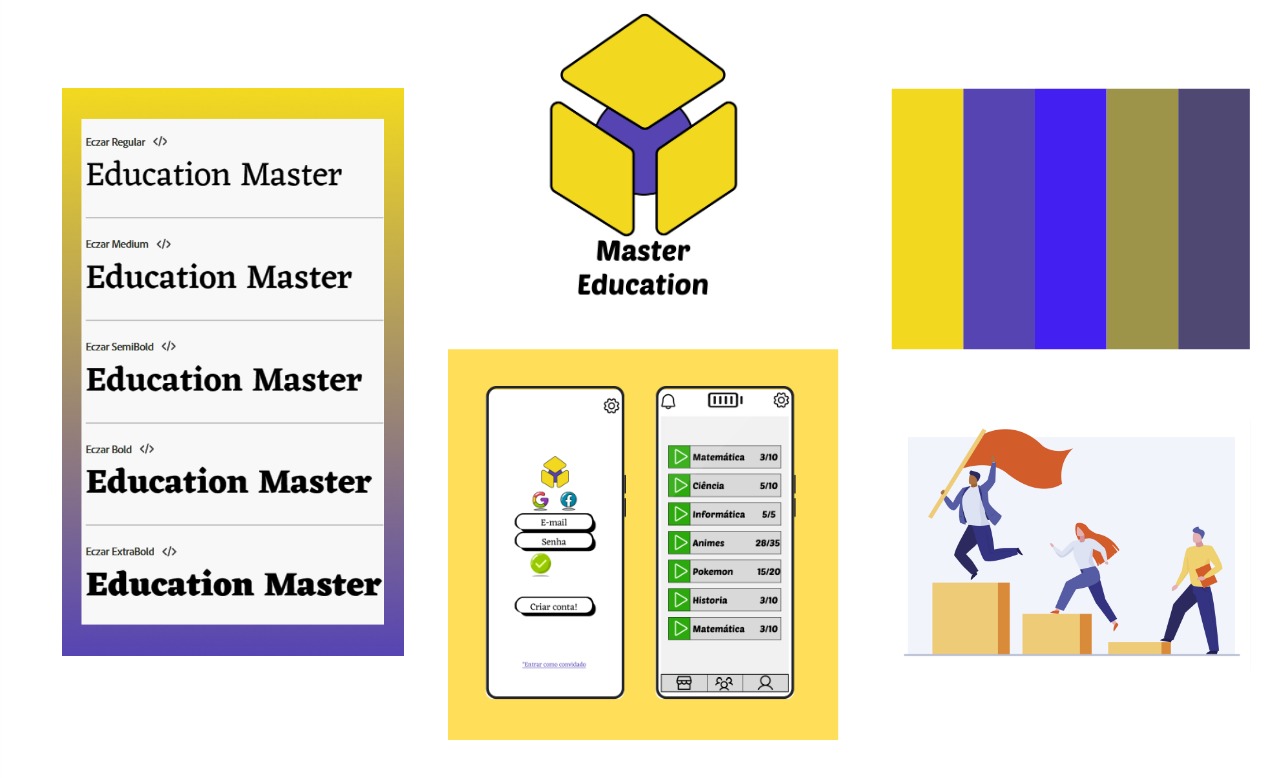 Eczar Regular </>
Education Master
Eczar Medium </>
Education Master
Eczar SemiBold </>
Education Master
Eczar Bold </>
Education Master
Eczar ExtraBold </>
Education Master
Master
Education
E-mail
Senha
Criar conta!
*Entrar como convidado
Matemática 3/10
Ciência 5/10
Informática 5/5
Animes 28/35
Pokemon 15/20
Historia 3/10
Matemática 3/10